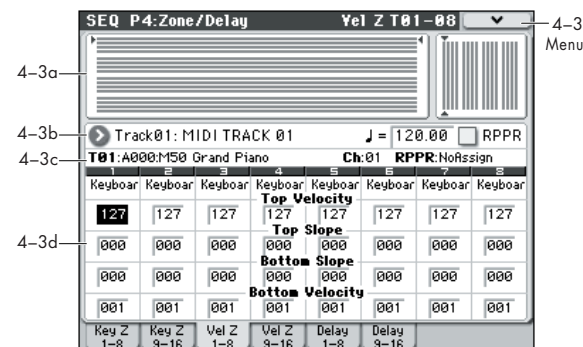 SEQ P4:Zone/Delay Vel Z T01-08
4–3
Menu
4–3a
4–3b
Track01: MIDI TRACK 01 ♩= 120.00 RPPR
4–3c
T01:A000:M50 Grand Piano Ch:01 RPPR:NoAssign
1 2 3 4 5 6 7 8
Keyboar Keyboar Keyboar Keyboar Keyboar Keyboar Keyboar Keyboar
Top Velocity
127 127 127 127 127 127 127 127
Top Slope
4–3d
000 000 000 000 000 000 000 000
Bottom Slope
000 000 000 000 000 000 000 000
Bottom Velocity
001 001 001 001 001 001 001 001
Key Z Key Z Vel Z Vel Z Delay Delay
1-8 9-16 1-8 9-16 1-8 9-16